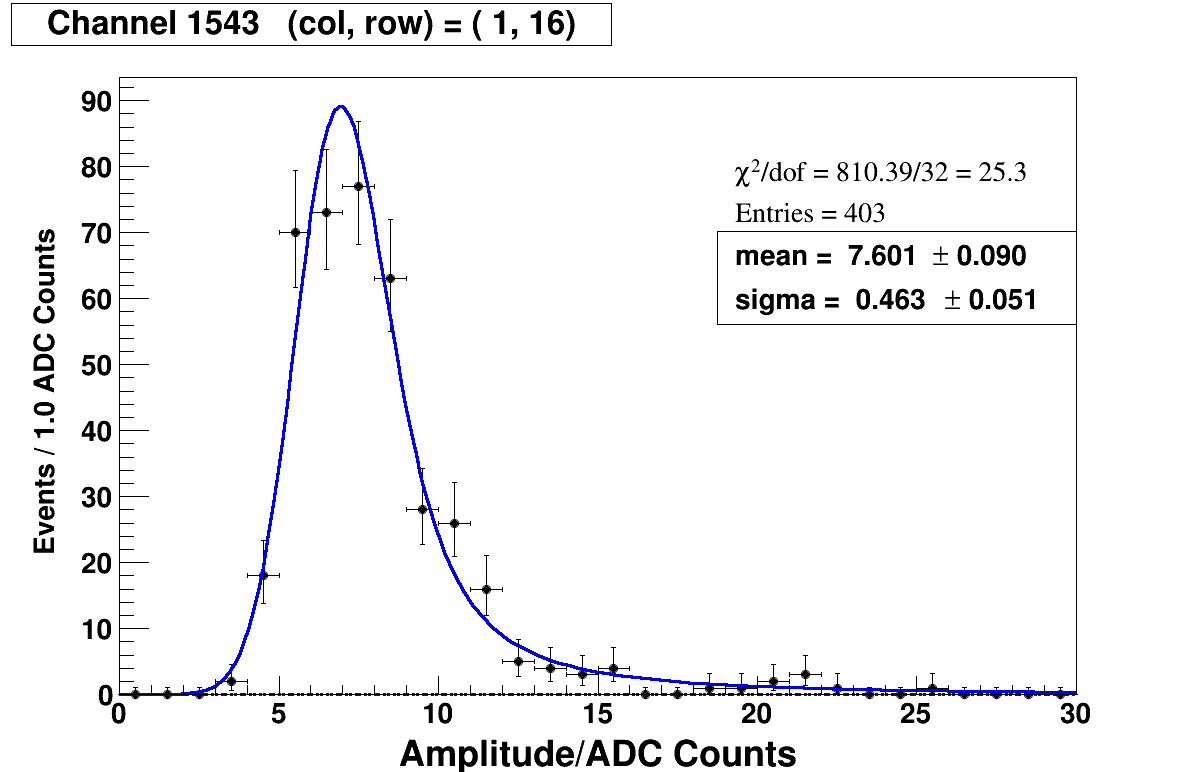 Channel 1543 (col, row) = ( 1, 16)
90
80
70
60
50
40
30
20
10
0
Events / 1.0 ADC Counts
χ²/dof = 810.39/32 = 25.3
Entries = 403
mean = 7.601 ± 0.090
sigma = 0.463 ± 0.051
0 5 10 15 20 25 30
Amplitude/ADC Counts